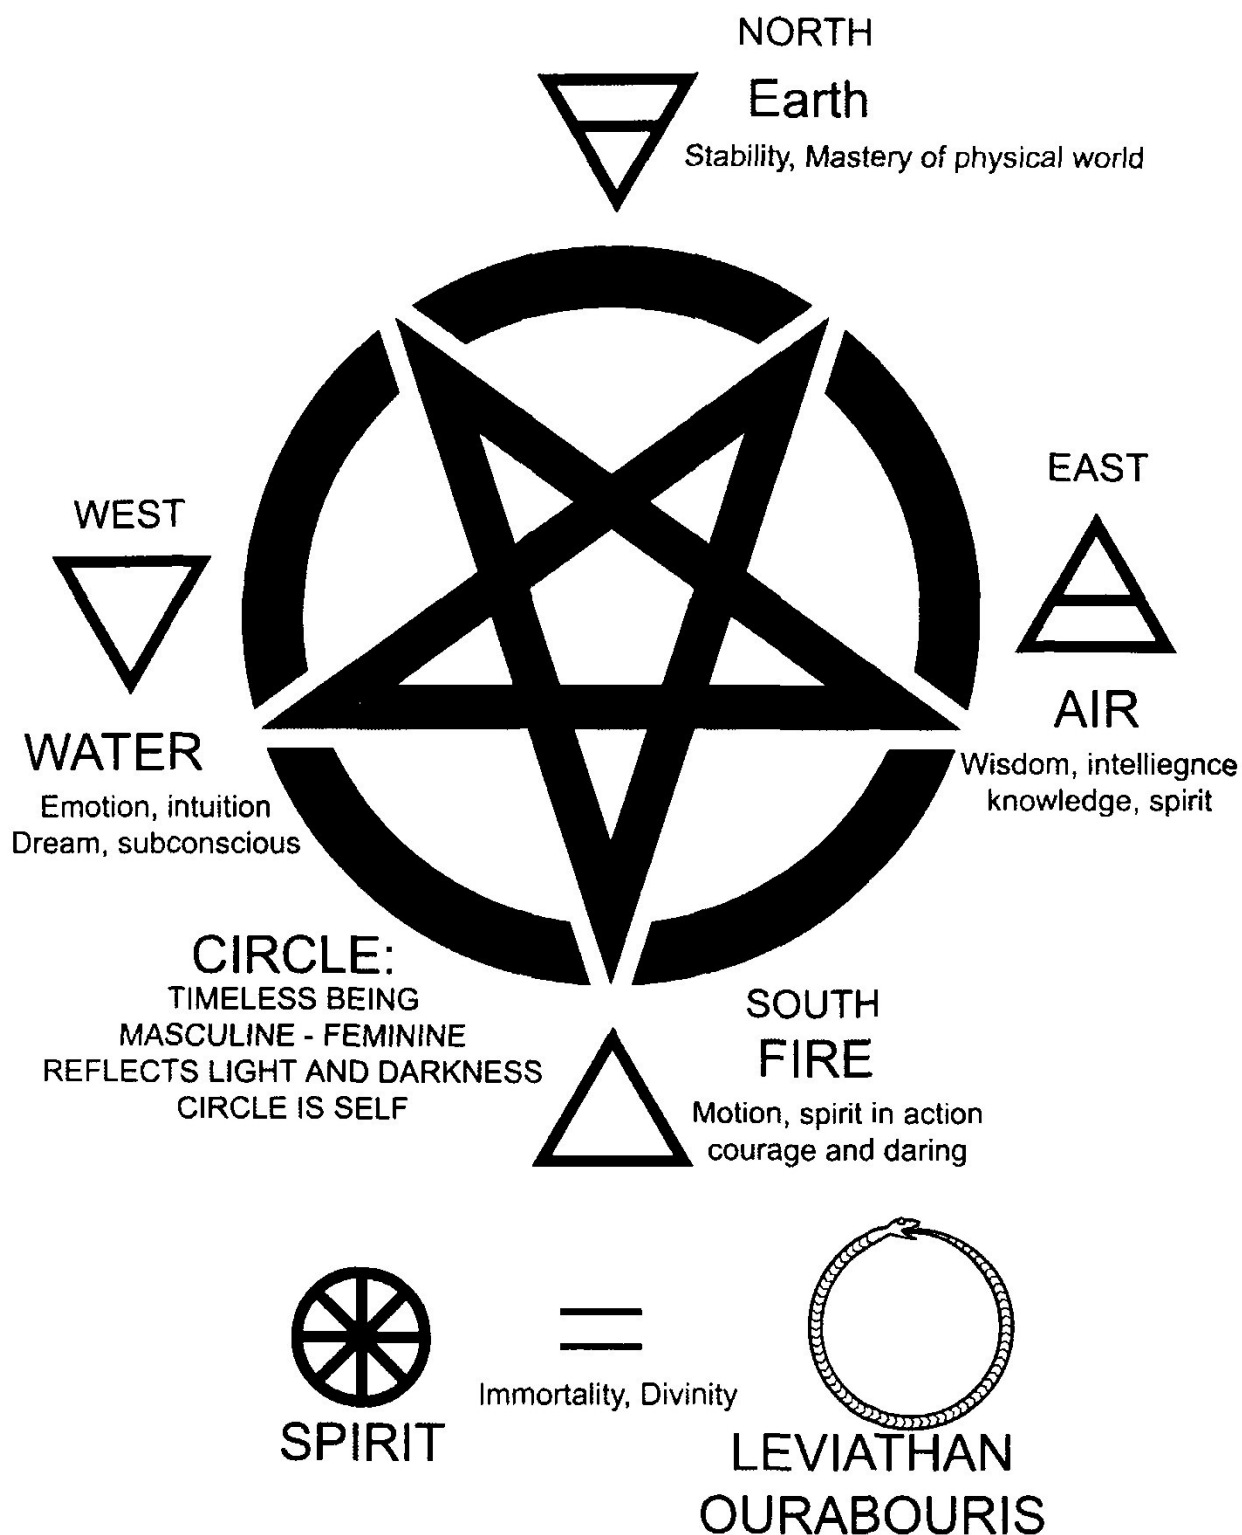 NORTH
Earth
Stability, Mastery of physical world
EAST
WEST
AIR
Wisdom, intelliegnce
knowledge, spirit
WATER
Emotion, intuition
Dream, subconscious
CIRCLE:
TIMELESS BEING
MASCULINE - FEMININE
REFLECTS LIGHT AND DARKNESS
CIRCLE IS SELF
SOUTH
FIRE
Motion, spirit in action
courage and daring
SPIRIT
Immortality, Divinity
LEVIATHAN
OURABOURIS